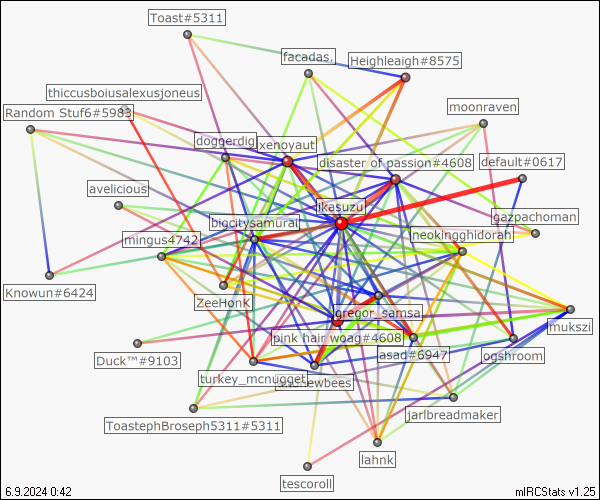 Toast#5311
facadas,
Heighleaigh#8575
thiccusboiusalexusjoneus
moonraven
Random Stuf6#5983
doggerdig
xenoyaut
disaster of passion#4608
default#0617
avelicious
ikasuzu
gazpachoman
bigcitysamurai
mingus4742
neokingghidorah
Knowun#6424
ZeeHonk
gregor_samsa
mukszi
pink hair woag#4608
Duck™#9103
asad#6947
ogshroom
turkey_mcnugget
jarlbreadmaker
ToastephBroseph5311#5311
lahnk
tescoroll
6.9.2024 0:42
mIRCStats v1.25